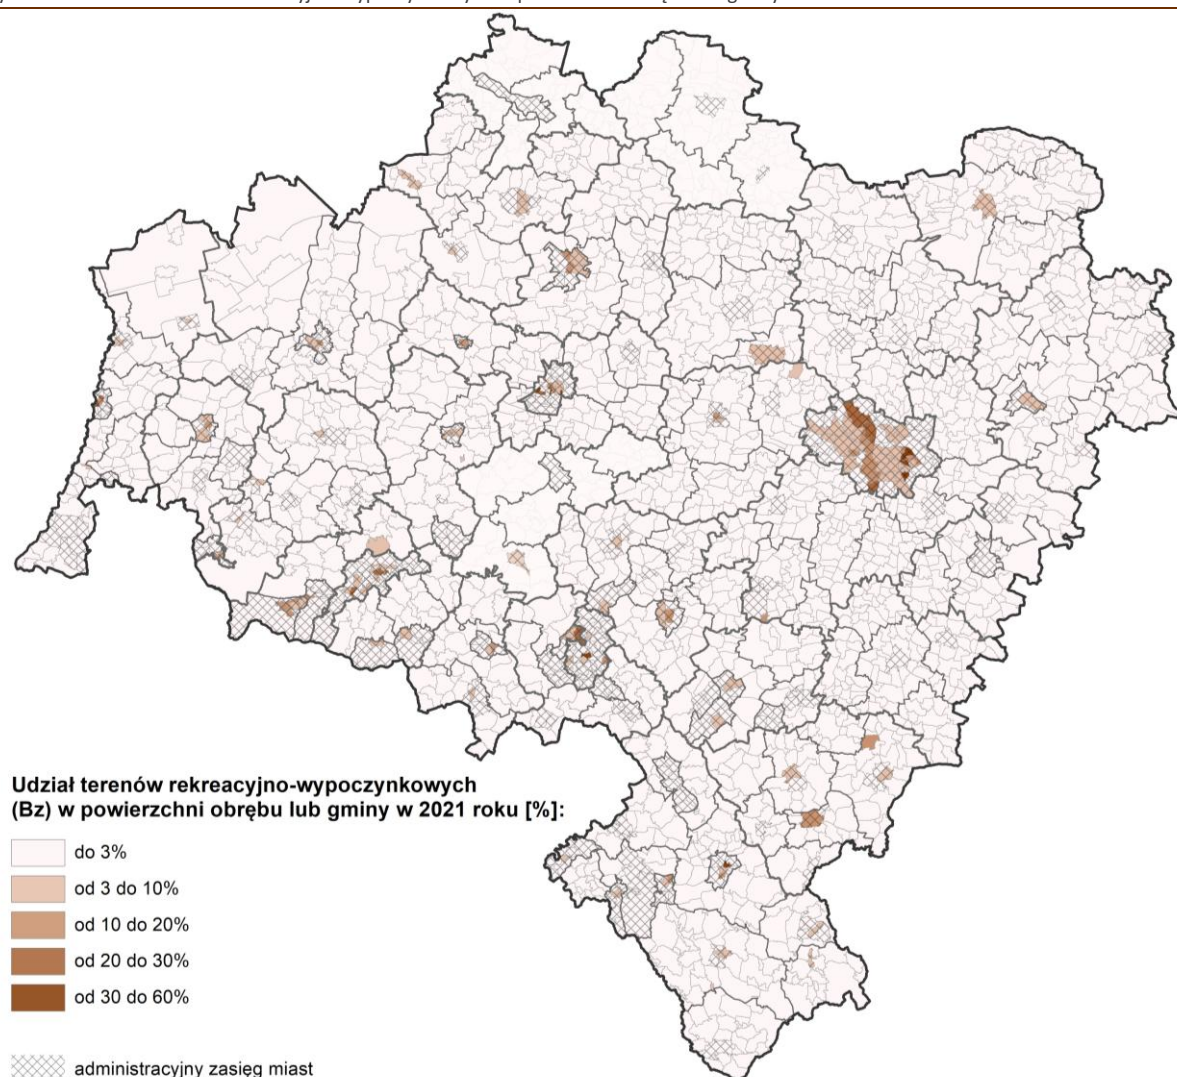 Udział terenów rekreacyjno-wypoczynkowych
(Bz) w powierzchni obrębu lub gminy w 2021 roku [%]:
do 3%
od 3 do 10%
od 10 do 20%
od 20 do 30%
od 30 do 60%
administracyjny zasięg miast